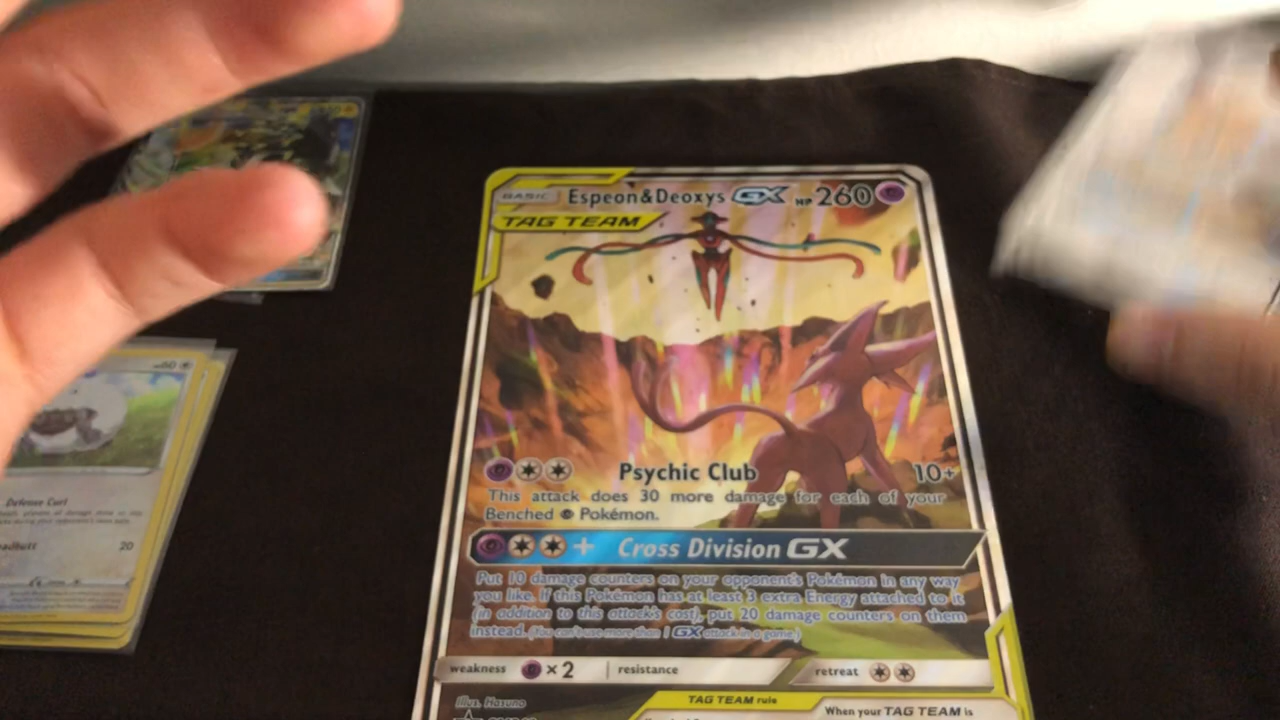 BASIC Espeon&Deoxys GX HP260
TAG TEAM
Psychic Club 10+
This attack does 30 more damage for each of your
Benched Pokémon.
+ Cross Division GX
Put 10 damage counters on your opponent's Pokémon in any way
you like. If this Pokémon has at least 3 extra Energy attached to it
(in addition to this attack's cost), put 20 damage counters on them
instead. (You can't use more than 1 GX attack in a game.)
weakness ×2 resistance retreat
Illus. Hasuno
TAG TEAM rule
When your TAG TEAM is
60
Defense Curl
20